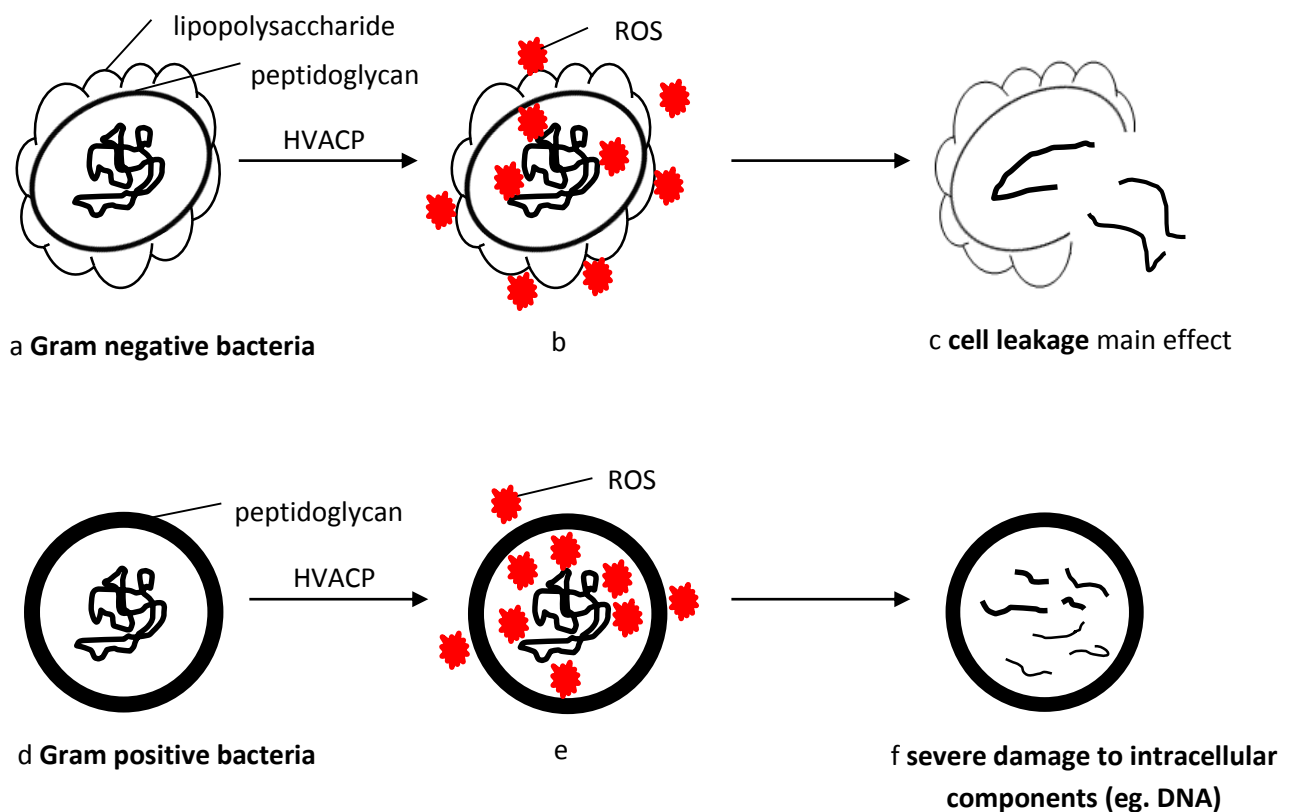 lipopolysaccharide
peptidoglycan
HVACP
ROS
a Gram negative bacteria
b
c cell leakage main effect
peptidoglycan
HVACP
ROS
d Gram positive bacteria
e
f severe damage to intracellular
components (eg. DNA)